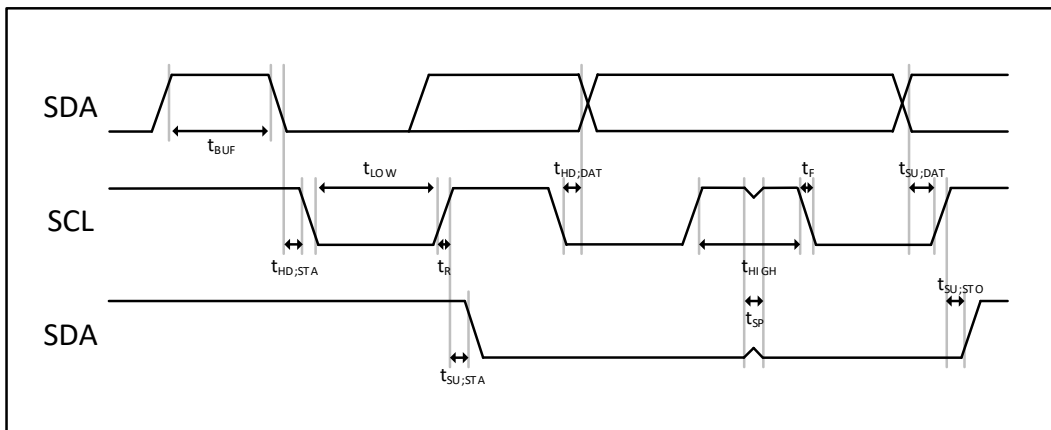 SDA
tBUF
tLOW
tHD;DAT
tF
tSU;DAT
SCL
tHD;STA
tR
tHIGH
tSU;STO
tSP
SDA
tSU;STA